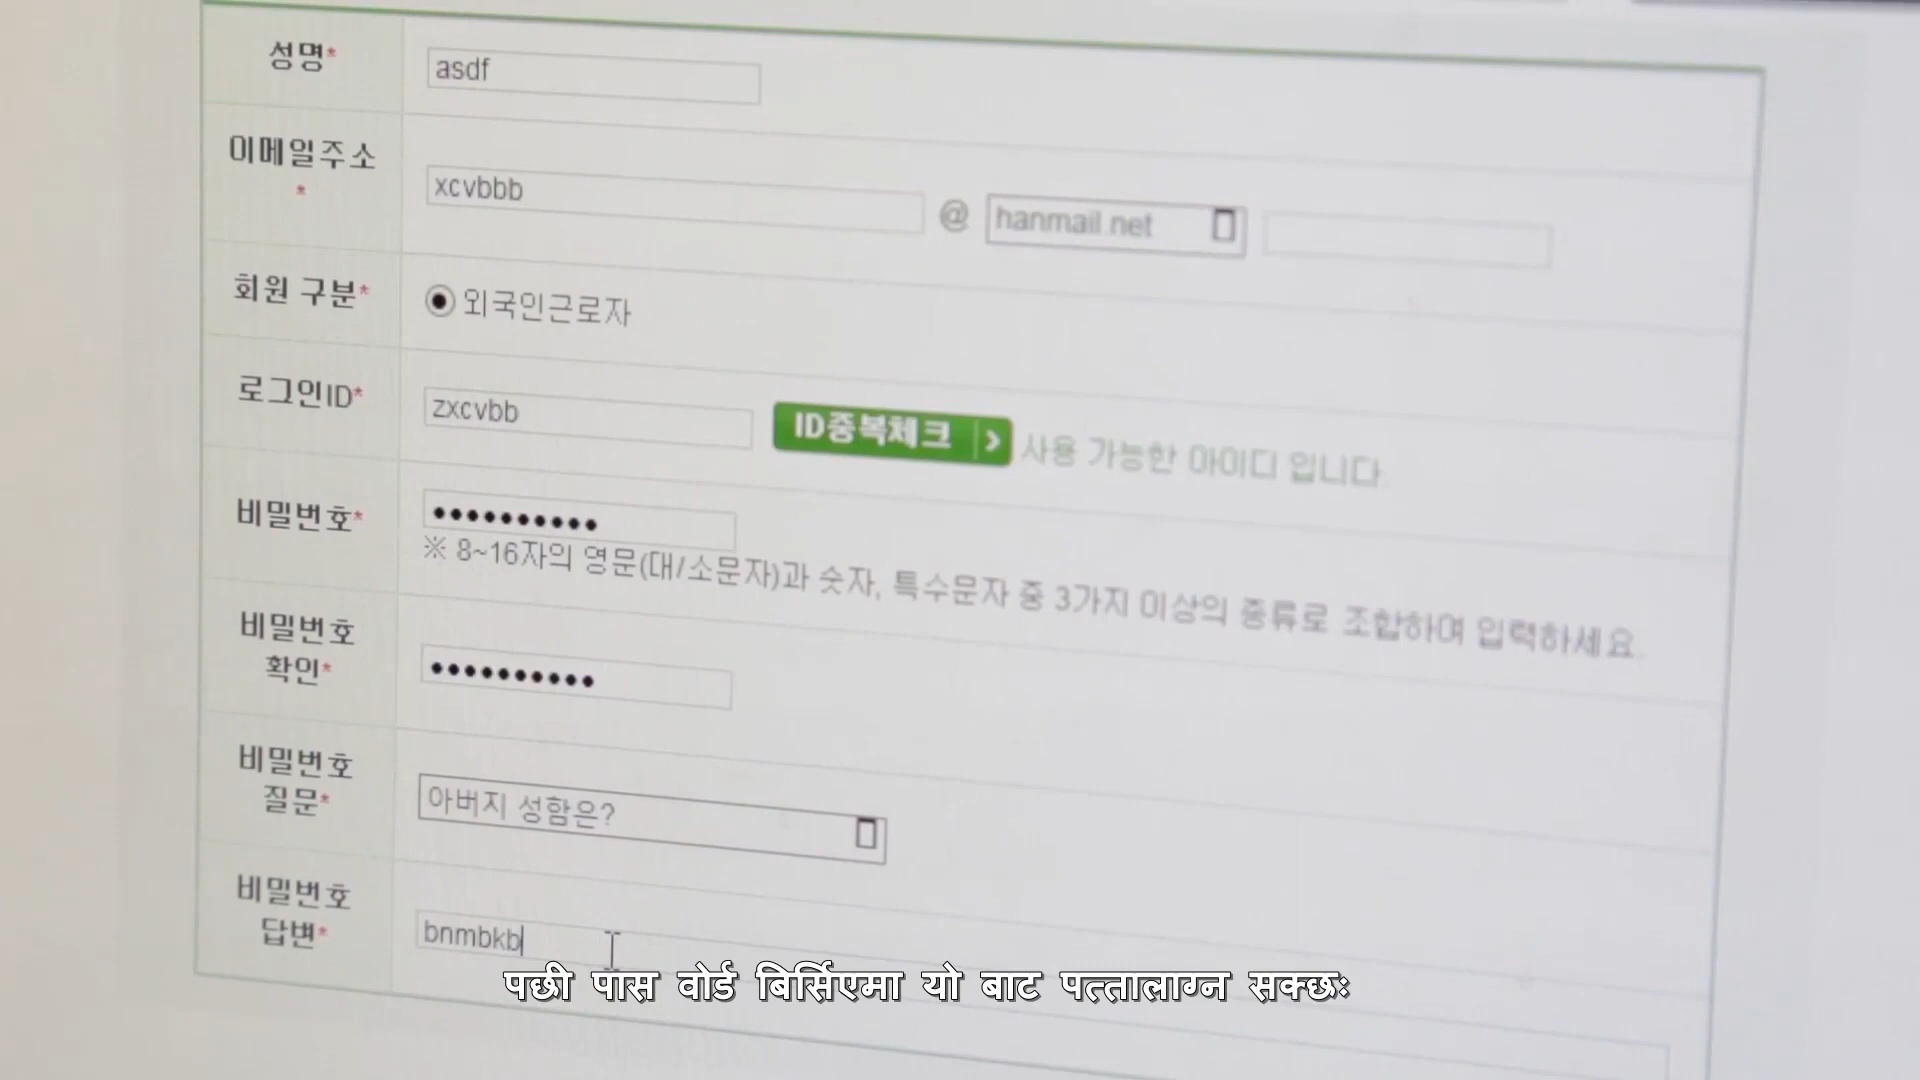 성명* asdf
이메일주소
* xcvbbb @ hanmail.net
회원 구분* 외국인근로자
로그인ID* zxcvbb ID중복체크 사용 가능한 아이디 입니다.
비밀번호* ••••••••••
※ 8~16자의 영문(대/소문자)과 숫자, 특수문자 중 3가지 이상의 종류로 조합하여 입력하세요.
비밀번호
확인* ••••••••••
비밀번호
질문* 아버지 성함은?
비밀번호
답변* bnmbkb
पछी पास वोर्ड बिर्सिएमा यो बाट पत्तालाग्न सक्छः